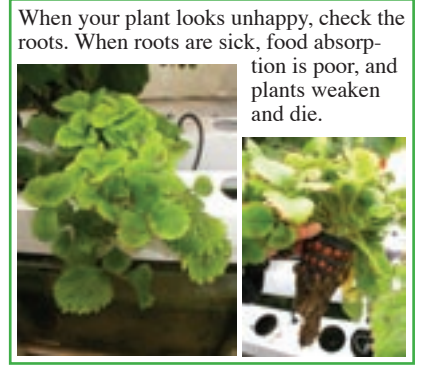 When your plant looks unhappy, check the
roots. When roots are sick, food absorp-
tion is poor, and
plants weaken
and die.